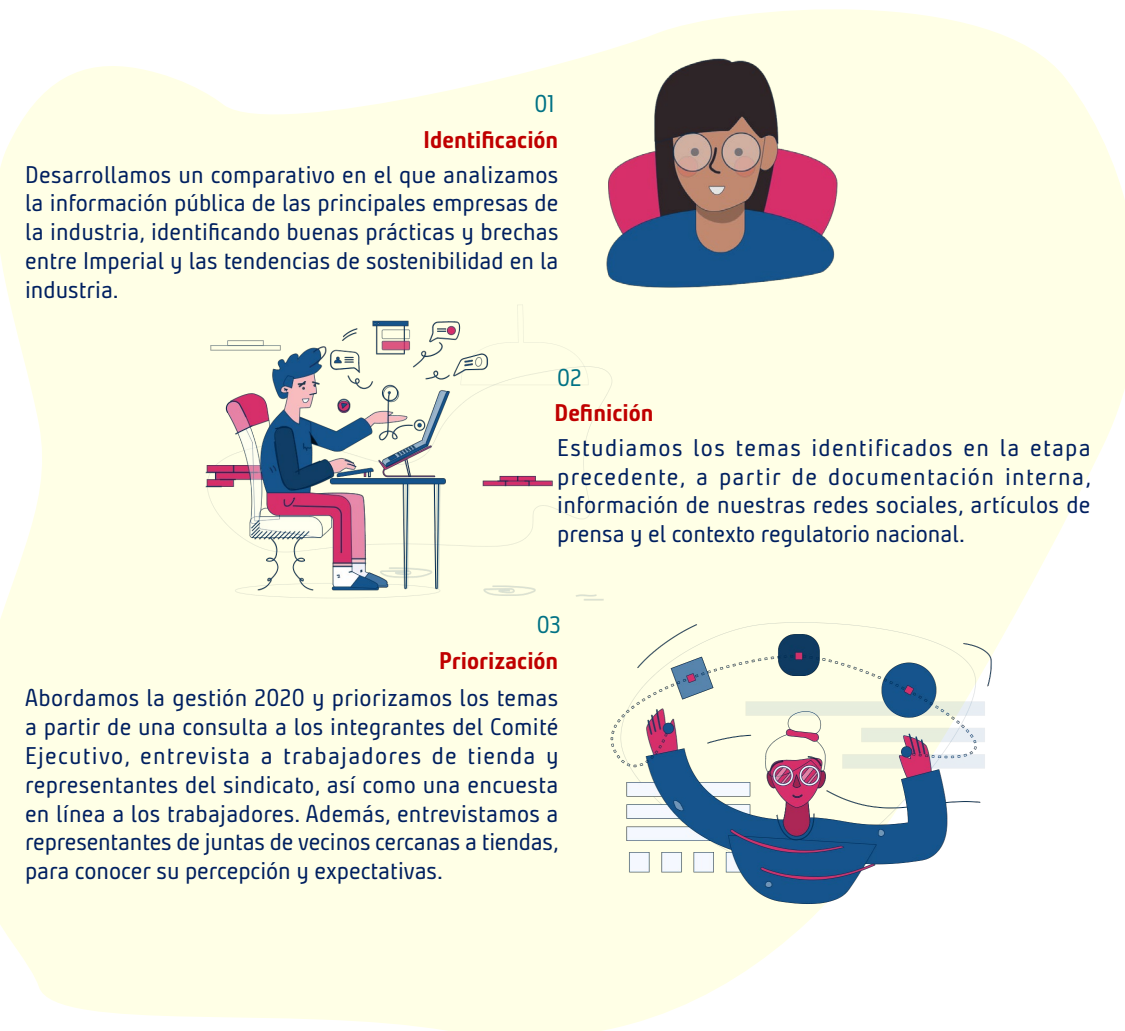 01
Identificación
Desarrollamos un comparativo en el que analizamos
la información pública de las principales empresas de
la industria, identificando buenas prácticas y brechas
entre Imperial y las tendencias de sostenibilidad en la
industria.
02
Definición
Estudiamos los temas identificados en la etapa
precedente, a partir de documentación interna,
información de nuestras redes sociales, artículos de
prensa y el contexto regulatorio nacional.
03
Priorización
Abordamos la gestión 2020 y priorizamos los temas
a partir de una consulta a los integrantes del Comité
Ejecutivo, entrevista a trabajadores de tienda y
representantes del sindicato, así como una encuesta
en línea a los trabajadores. Además, entrevistamos a
representantes de juntas de vecinos cercanas a tiendas,
para conocer su percepción y expectativas.